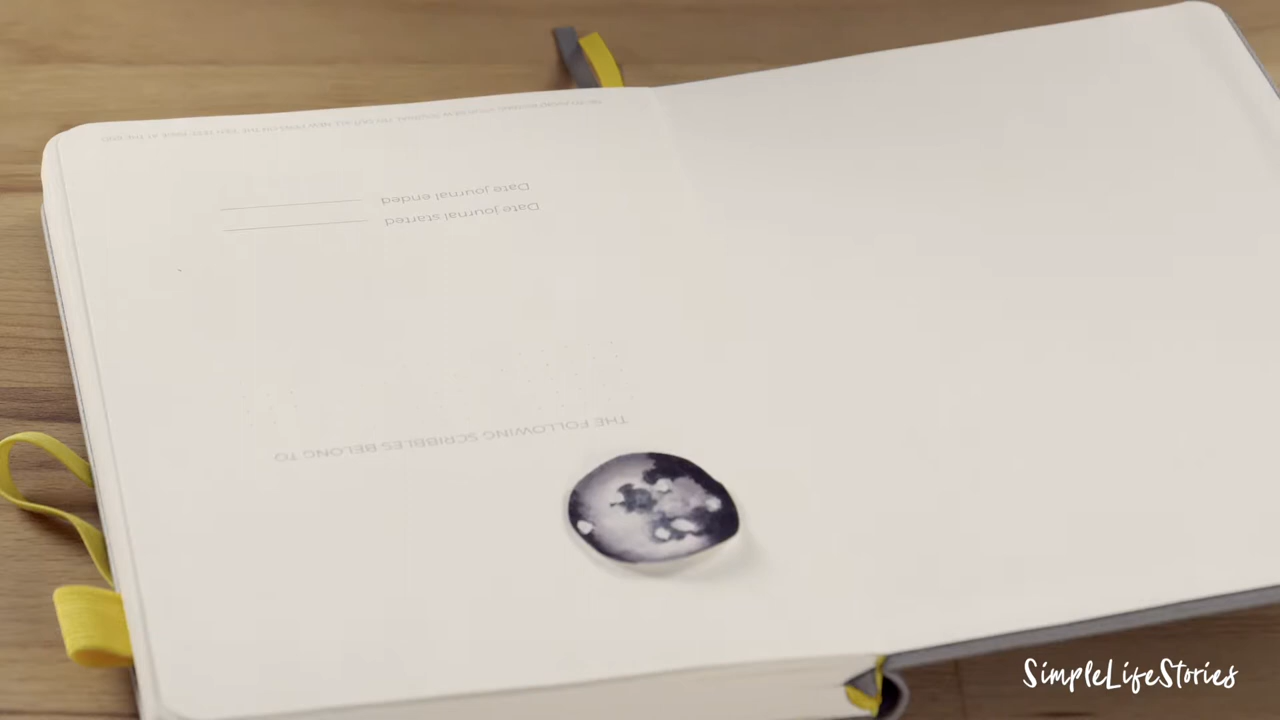 THE FOLLOWING SCRIBBLES BELONG TO
Date journal started
Date journal ended
SimpleLifeStories